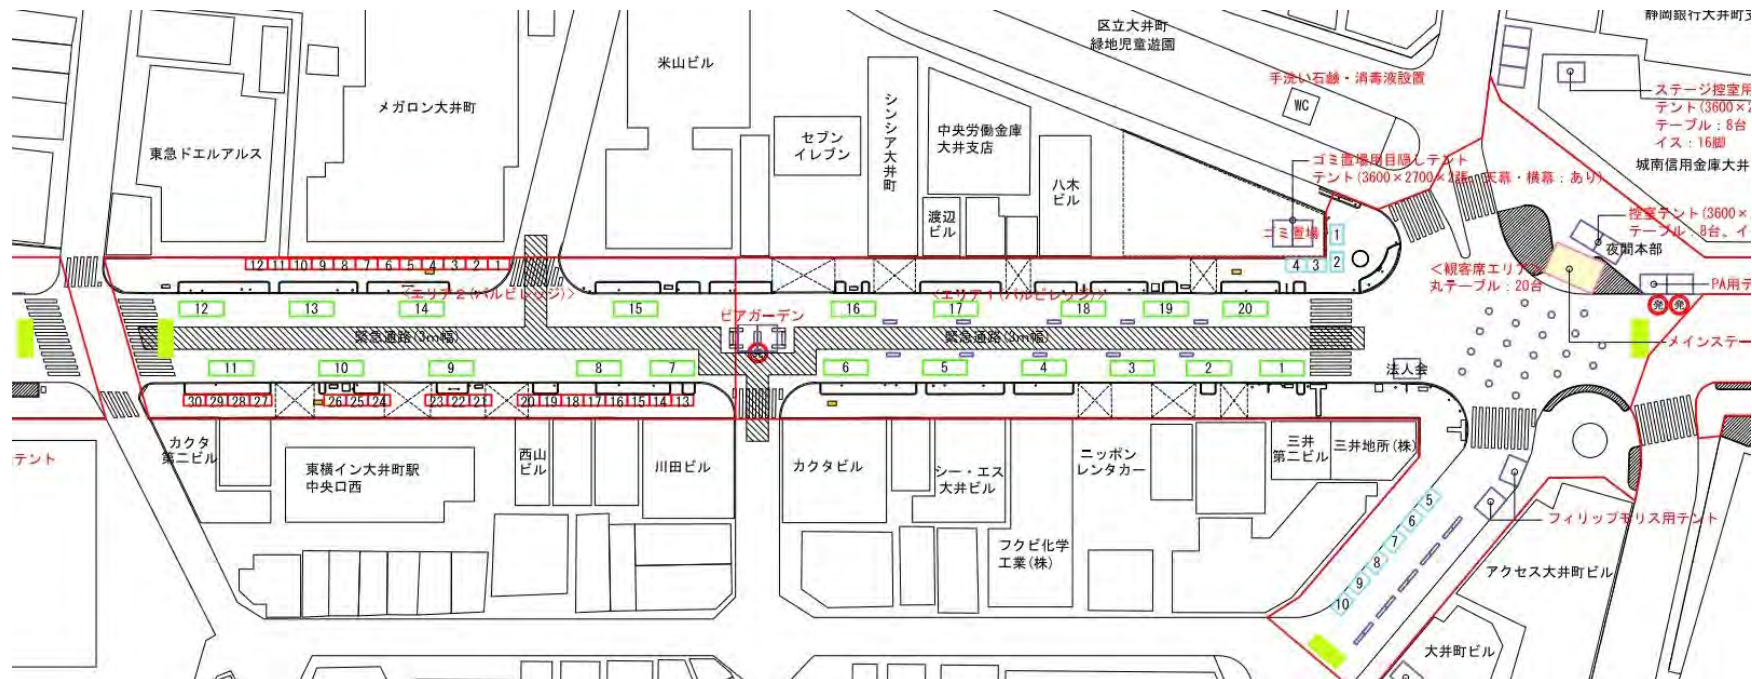 静岡銀行大井町支
区立大井町
緑地児童遊園
米山ビル
手洗い石鹸・消毒液設置
WC
ステージ控室用
テント(3600×2
テーブル：8台
イス：16脚
メガロン大井町
シンシア大井町
セブン
イレブン
中央労働金庫
大井支店
東急ドエルアルス
ゴミ置場用目隠しテント
テント(3600×2700×2張、天幕・横幕：あり)
城南信用金庫大井
八木
ビル
渡辺
ビル
控室テント(3600×
テーブル：8台、イ
ゴミ置場
1
2
4 3
夜間本部
12 11 10 9 8 7 6 5 4 3 2 1
<観客席エリア>
丸テーブル：20台
PA用テ
発 発
<エリア2(バルビレッジ)>
<エリア1(バルビレッジ)>
12 13 14 15 16 17 18 19 20
ビアガーデン
緊急通路(3m幅)
緊急通路(3m幅)
発
メインステー
11 10 9 8 7 6 5 4 3 2 1
法人会
30 29 28 27 26 25 24 23 22 21 20 19 18 17 16 15 14 13
カクタ
第二ビル
東横イン大井町駅
中央口西
西山
ビル
川田ビル
カクタビル
シー・エス
大井ビル
ニッポン
レンタカー
三井
第二ビル
三井地所(株)
テント
5
6
7
8
9
10
フィリップモリス用テント
フクビ化学
工業(株)
アクセス大井町ビル
大井町ビル